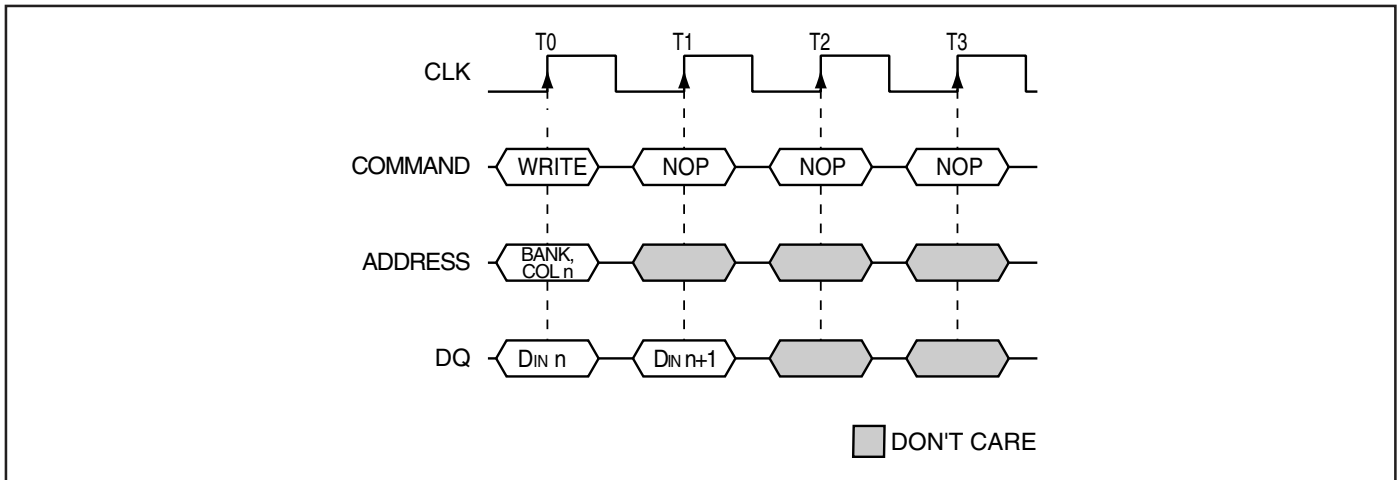 T0 T1 T2 T3
CLK
COMMAND WRITE NOP NOP NOP
ADDRESS BANK,
COL n
DQ DIN n DIN n+1
DON'T CARE